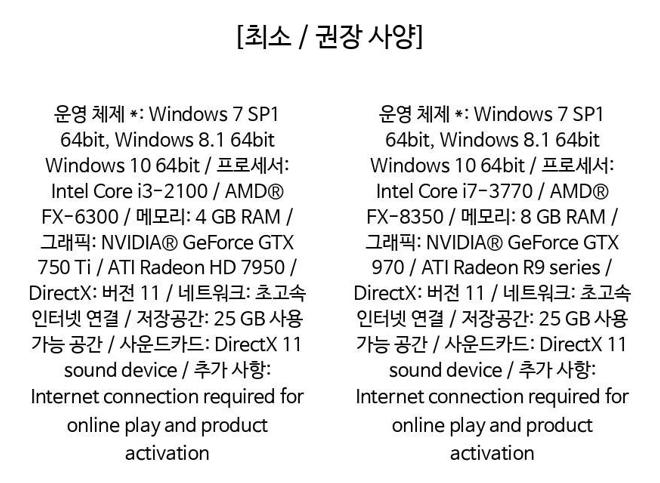 [최소 / 권장 사양]
운영 체제 *: Windows 7 SP1
64bit, Windows 8.1 64bit
Windows 10 64bit / 프로세서:
Intel Core i3-2100 / AMD®
FX-6300 / 메모리: 4 GB RAM /
그래픽: NVIDIA® GeForce GTX
750 Ti / ATI Radeon HD 7950 /
DirectX: 버전 11 / 네트워크: 초고속
인터넷 연결 / 저장공간: 25 GB 사용
가능 공간 / 사운드카드: DirectX 11
sound device / 추가 사항:
Internet connection required for
online play and product
activation
운영 체제 *: Windows 7 SP1
64bit, Windows 8.1 64bit
Windows 10 64bit / 프로세서:
Intel Core i7-3770 / AMD®
FX-8350 / 메모리: 8 GB RAM /
그래픽: NVIDIA® GeForce GTX
970 / ATI Radeon R9 series /
DirectX: 버전 11 / 네트워크: 초고속
인터넷 연결 / 저장공간: 25 GB 사용
가능 공간 / 사운드카드: DirectX 11
sound device / 추가 사항:
Internet connection required for
online play and product
activation